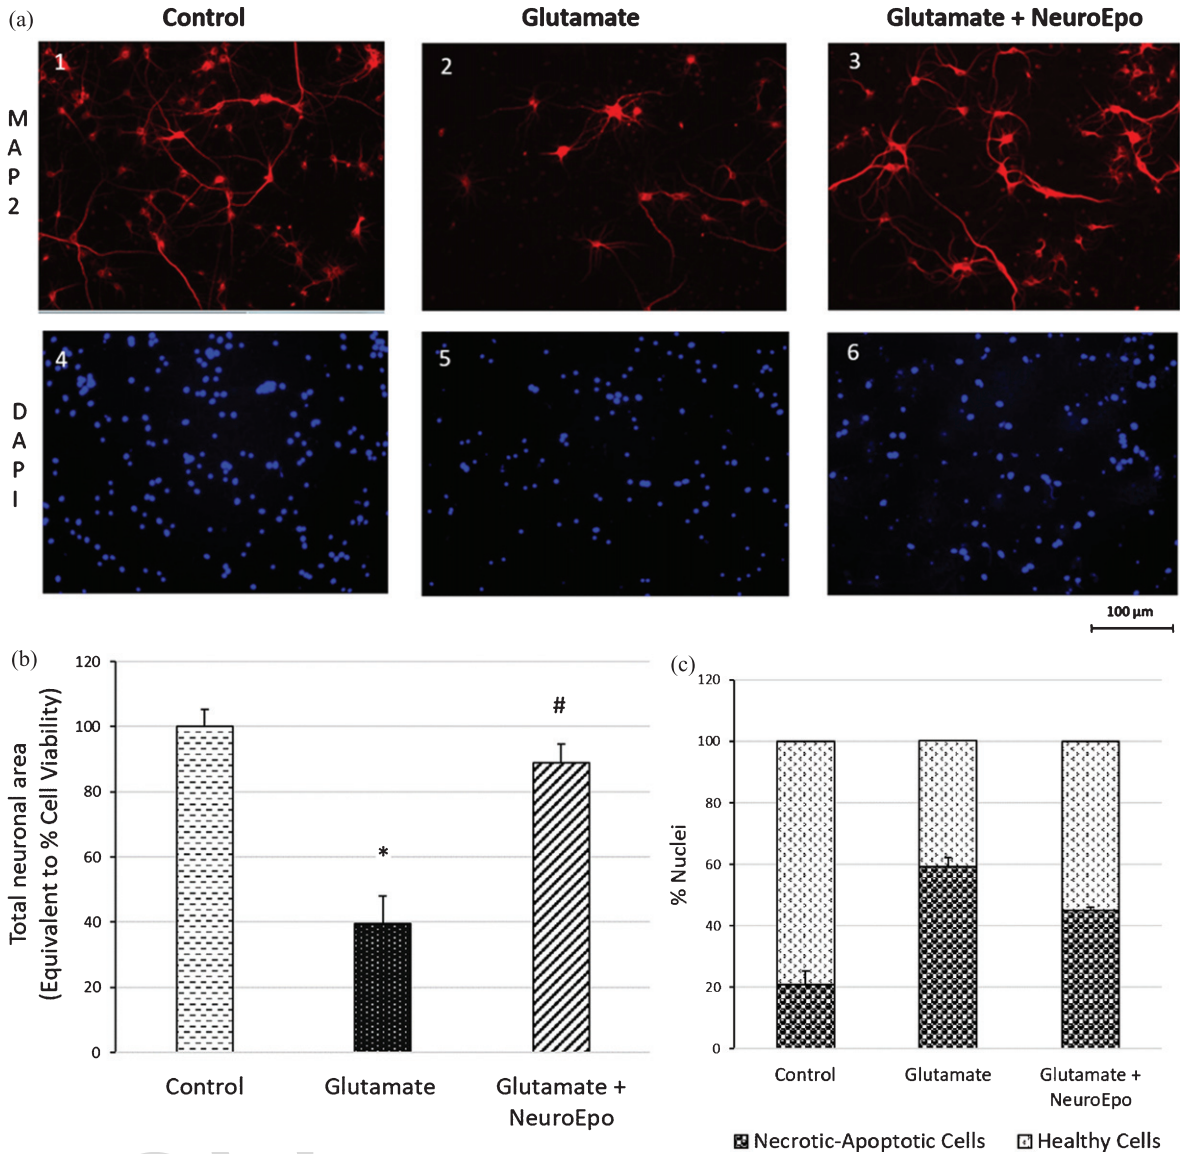 (a)
Control
Glutamate
Glutamate + NeuroEpo
M
A
P
2
1
2
3
D
A
P
I
4
5
6
100 µm
(b)
Total neuronal area
(Equivalent to % Cell Viability)
120
100
80
60
40
20
0
*
#
Control
Glutamate
Glutamate +
NeuroEpo
(c)
% Nuclei
120
100
80
60
40
20
0
Control
Glutamate
Glutamate +
NeuroEpo
Necrotic-Apoptotic Cells
Healthy Cells